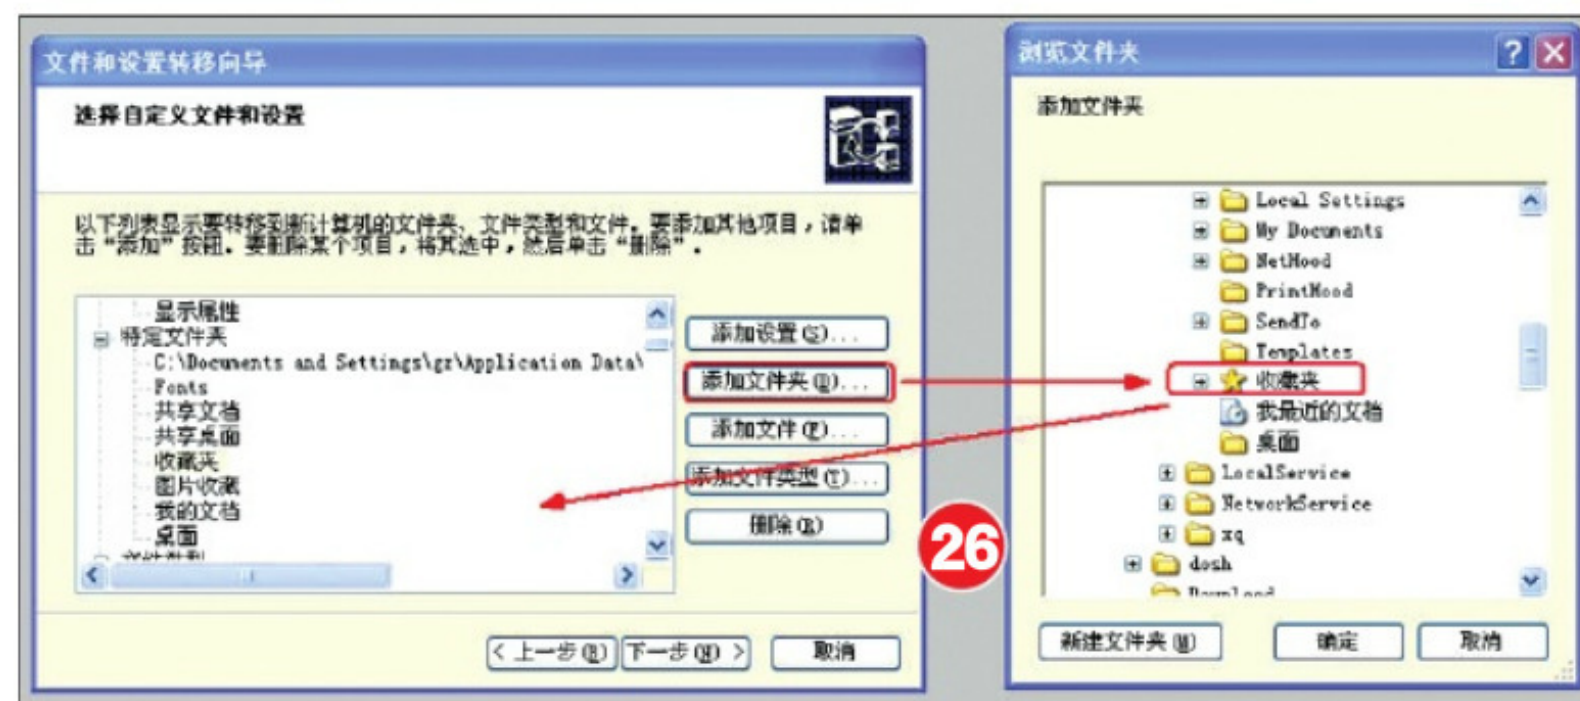 文件和设置转移向导
选择自定义文件和设置
以下列表显示要转移到新计算机的文件夹、文件类型和文件。要添加其他项目，请单
击“添加”按钮。要删除某个项目，将其选中，然后单击“删除”。
显示属性
特定文件夹
C:\Documents and Settings\gr\Application Data\
Fonts
共享文档
共享桌面
收藏夹
图片收藏
我的文档
桌面
文件类型
添加设置(S)...
添加文件夹(D)...
添加文件(F)...
添加文件类型(T)...
删除(R)
< 上一步(B)
下一步(N) >
取消
26
浏览文件夹
添加文件夹
Local Settings
My Documents
NetHood
PrintHood
SendTo
Templates
收藏夹
我最近的文档
桌面
LocalService
NetworkService
xq
dosh
Download
新建文件夹(M)
确定
取消